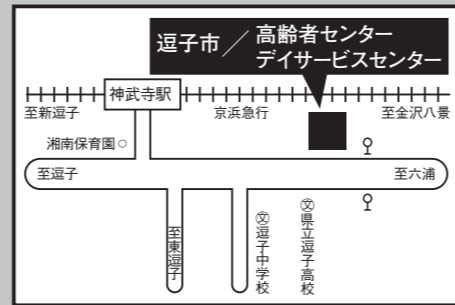 逗子市／高齢者センター
デイサービスセンター
神武寺駅
至新逗子
京浜急行
至金沢八景
湘南保育園○
至逗子
至六浦
至東逗子
㊛逗子中学校
㊛県立逗子高校